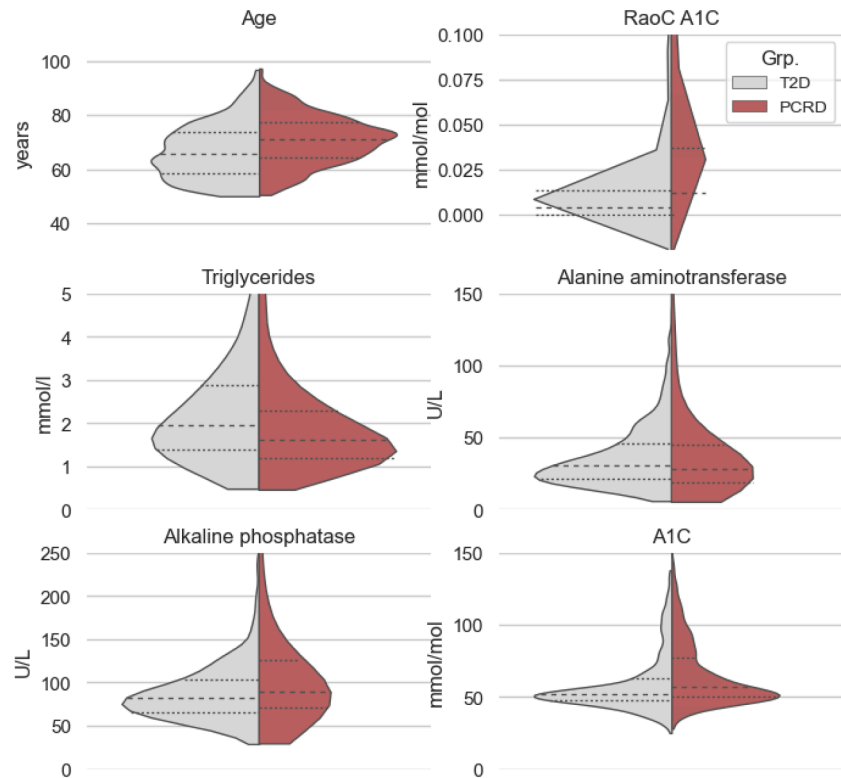 Age
years
100
80
60
40
RaoC A1C
mmol/mol
0.100
0.075
0.050
0.025
0.000
Grp.
T2D
PCRD
Triglycerides
mmol/l
5
4
3
2
1
0
Alanine aminotransferase
U/L
150
100
50
0
Alkaline phosphatase
U/L
250
200
150
100
50
0
A1C
mmol/mol
150
100
50
0